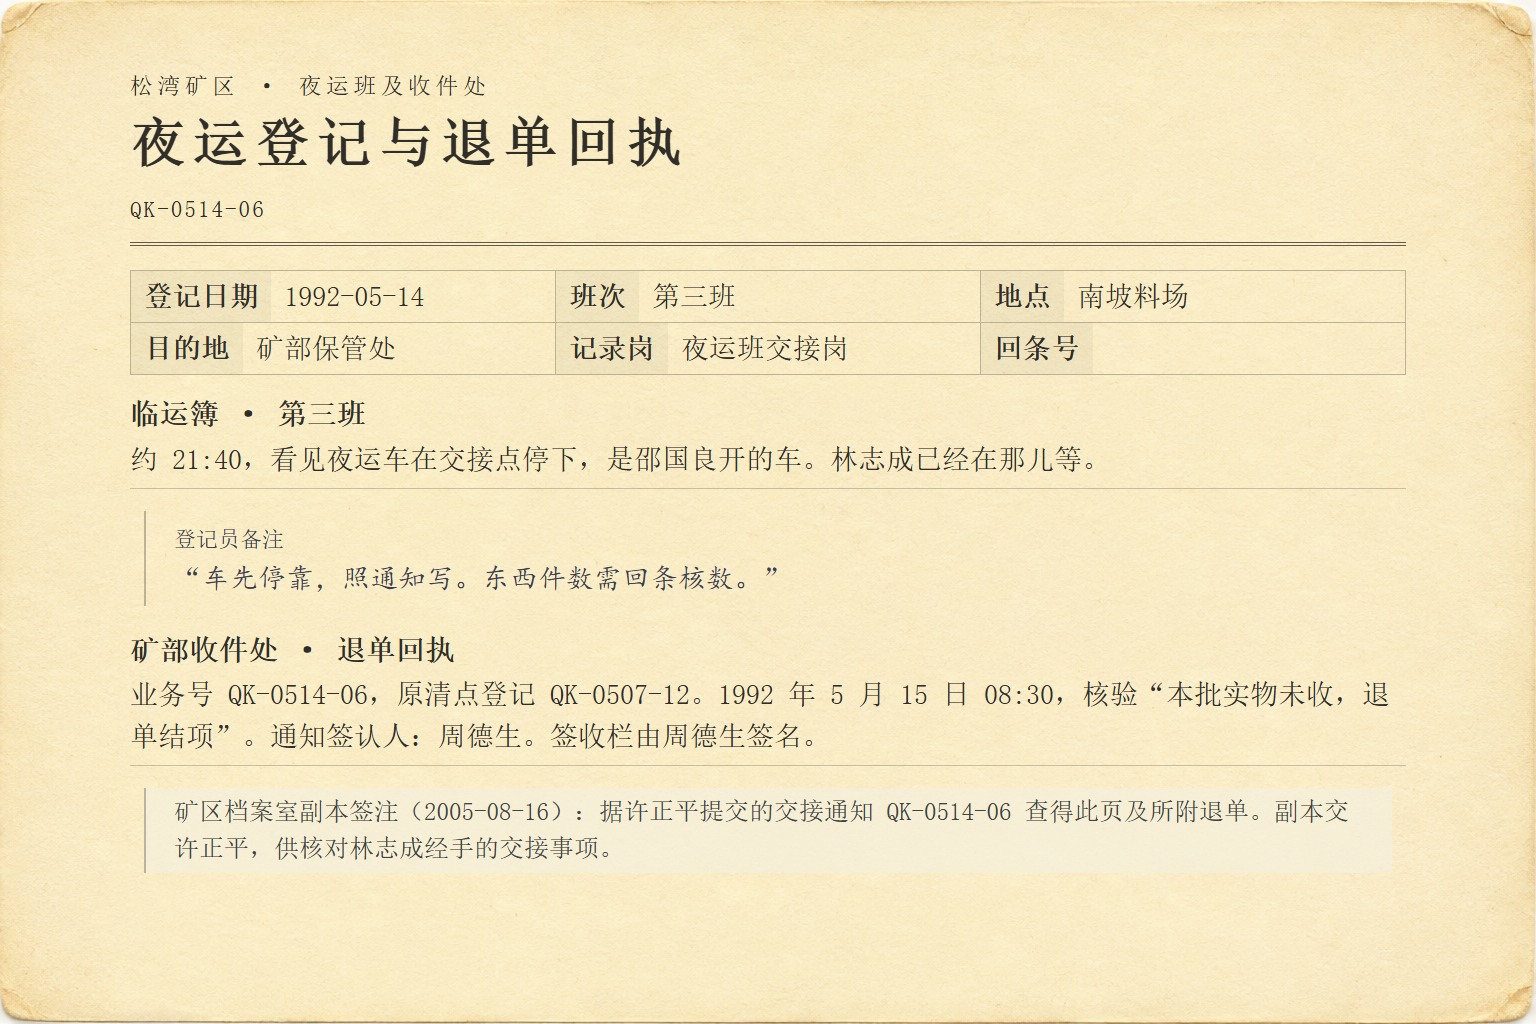 松湾矿区 • 夜运班及收件处
夜运登记与退单回执
QK-0514-06
登记日期 1992-05-14 班次 第三班 地点 南坡料场
目的地 矿部保管处 记录岗 夜运班交接岗 回条号
临运簿 • 第三班
约 21:40，看见夜运车在交接点停下，是邵国良开的车。林志成已经在那儿等。
登记员备注
“车先停靠，照通知写。东西件数需回条核数。”
矿部收件处 • 退单回执
业务号 QK-0514-06，原清点登记 QK-0507-12。1992 年 5 月 15 日 08:30，核验“本批实物未收，退
单结项”。通知签认人：周德生。签收栏由周德生签名。
矿区档案室副本签注（2005-08-16）：据许正平提交的交接通知 QK-0514-06 查得此页及所附退单。副本交
许正平，供核对林志成经手的交接事项。